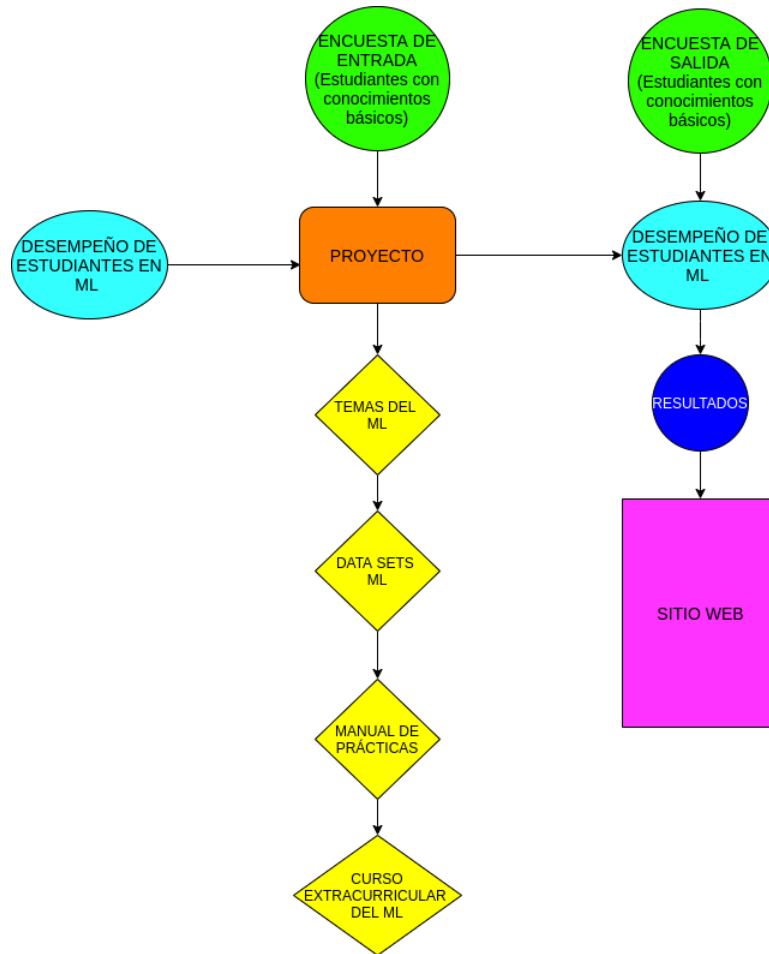 ENCUESTA DE
ENTRADA
(Estudiantes con
conocimientos
básicos)
ENCUESTA DE
SALIDA
(Estudiantes con
conocimientos
básicos)
DESEMPEÑO DE
ESTUDIANTES EN
ML
PROYECTO
DESEMPEÑO DE
ESTUDIANTES EN
ML
TEMAS DEL
ML
RESULTADOS
DATA SETS
ML
SITIO WEB
MANUAL DE
PRÁCTICAS
CURSO
EXTRACURRICULAR
DEL ML